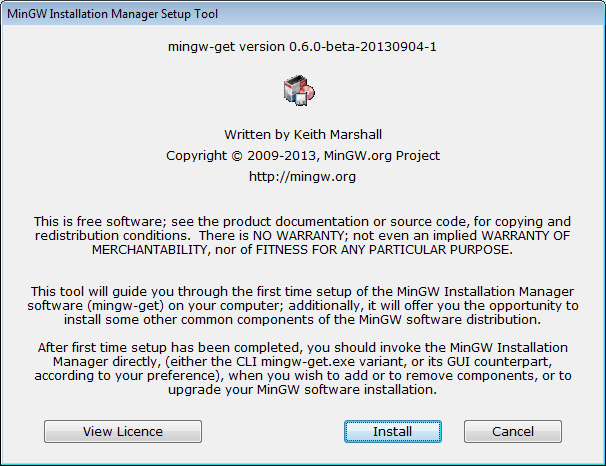 MinGW Installation Manager Setup Tool
mingw-get version 0.6.0-beta-20130904-1
Written by Keith Marshall
Copyright © 2009-2013, MinGW.org Project
http://mingw.org
This is free software; see the product documentation or source code, for copying and
redistribution conditions.  There is NO WARRANTY; not even an implied WARRANTY OF
MERCHANTABILITY, nor of FITNESS FOR ANY PARTICULAR PURPOSE.
This tool will guide you through the first time setup of the MinGW Installation Manager
software (mingw-get) on your computer; additionally, it will offer you the opportunity to
install some other common components of the MinGW software distribution.
After first time setup has been completed, you should invoke the MinGW Installation
Manager directly, (either the CLI mingw-get.exe variant, or its GUI counterpart,
according to your preference), when you wish to add or to remove components, or to
upgrade your MinGW software installation.
View Licence
Install
Cancel